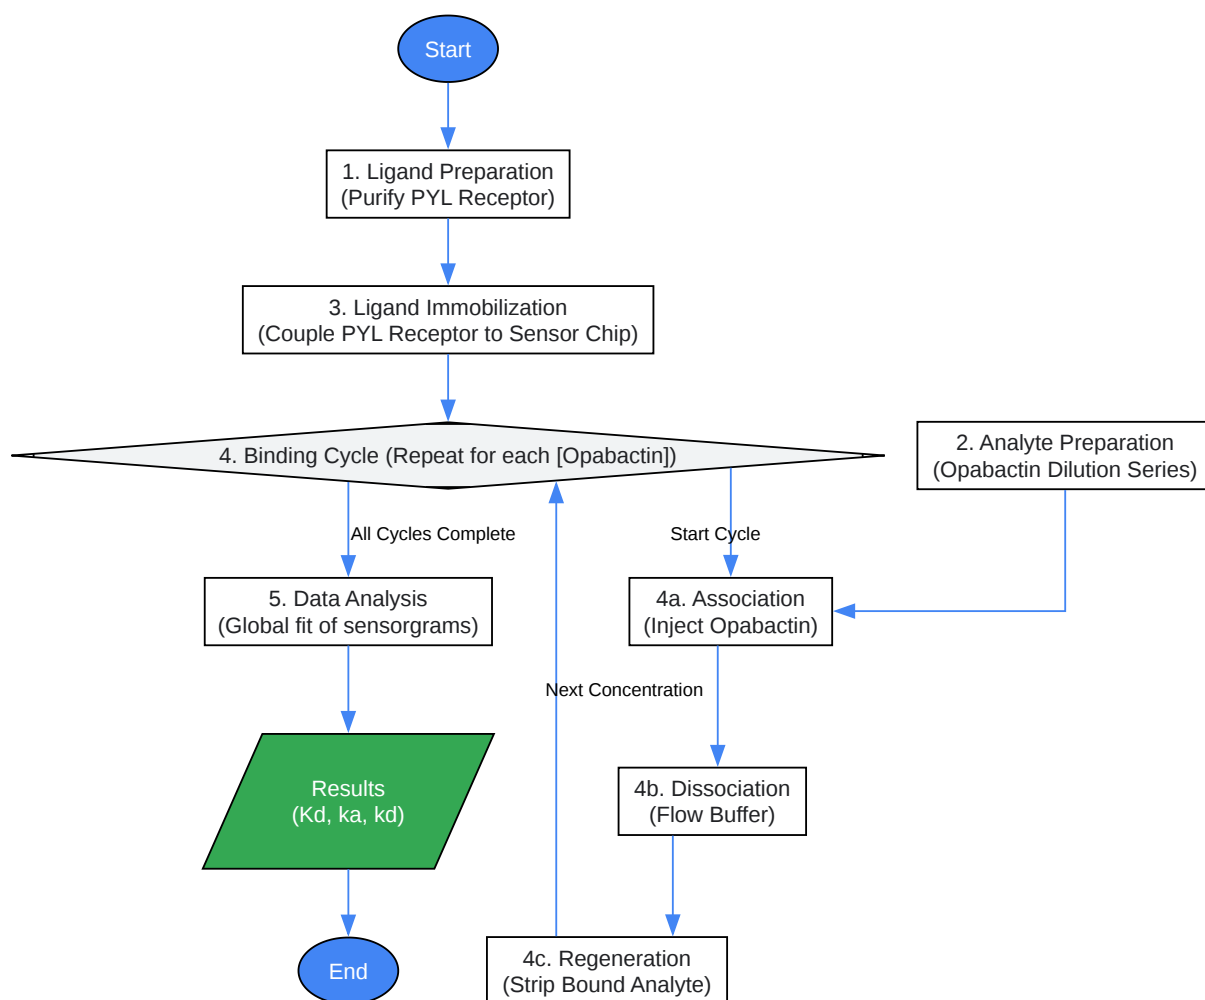 Start
1. Ligand Preparation
(Purify PYL Receptor)
3. Ligand Immobilization
(Couple PYL Receptor to Sensor Chip)
4. Binding Cycle (Repeat for each [Opabactin])
2. Analyte Preparation
(Opabactin Dilution Series)
All Cycles Complete
Start Cycle
5. Data Analysis
(Global fit of sensorgrams)
4a. Association
(Inject Opabactin)
Next Concentration
Results
(Kd, ka, kd)
4b. Dissociation
(Flow Buffer)
End
4c. Regeneration
(Strip Bound Analyte)